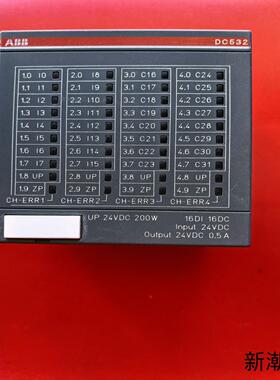 ABB DC532
1.0 I0 2.0 I8 3.0 C16 4.0 C24
1.1 I1 2.1 I9 3.1 C17 4.1 C25
1.2 I2 2.2 I10 3.2 C18 4.2 C26
1.3 I3 2.3 I11 3.3 C19 4.3 C27
1.4 I4 2.4 I12 3.4 C20 4.4 C28
1.5 I5 2.5 I13 3.5 C21 4.5 C29
1.6 I6 2.6 I14 3.6 C22 4.6 C30
1.7 I7 2.7 I15 3.7 C23 4.7 C31
1.8 UP 2.8 UP 3.8 UP 4.8 UP
1.9 ZP 2.9 ZP 3.9 ZP 4.9 ZP
CH-ERR1 CH-ERR2 CH-ERR3 CH-ERR4
UP 24VDC 200W 16DI 16DC
Input 24VDC
Output 24VDC 0.5A
新潮